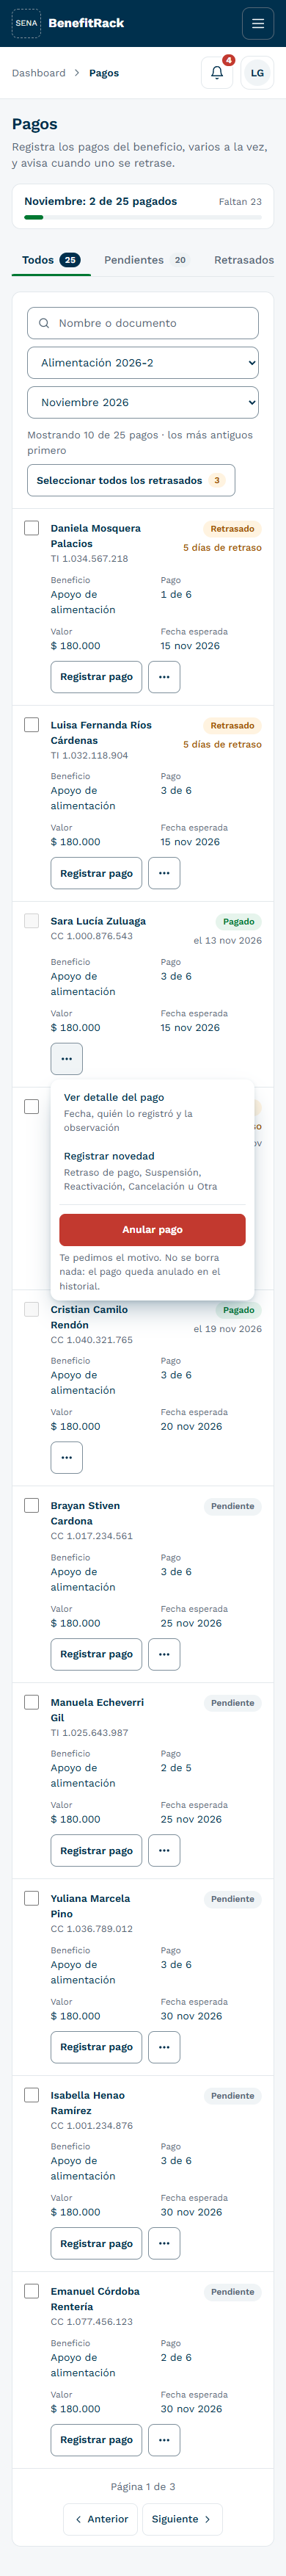 SENA BenefitRack
Dashboard > Pagos
4
LG
Pagos
Registra los pagos del beneficio, varios a la vez,
y avisa cuando uno se retrase.
Noviembre: 2 de 25 pagados Faltan 23
Todos 25 Pendientes 20 Retrasados
Nombre o documento
Alimentación 2026-2
Noviembre 2026
Mostrando 10 de 25 pagos · los más antiguos
primero
Seleccionar todos los retrasados 3
Daniela Mosquera
Palacios
TI 1.034.567.218
Retrasado
5 días de retraso
Beneficio Pago
Apoyo de
alimentación
1 de 6
Valor Fecha esperada
$ 180.000 15 nov 2026
Registrar pago ···
Luisa Fernanda Ríos
Cárdenas
TI 1.032.118.904
Retrasado
5 días de retraso
Beneficio Pago
Apoyo de
alimentación
3 de 6
Valor Fecha esperada
$ 180.000 15 nov 2026
Registrar pago ···
Sara Lucía Zuluaga
CC 1.000.876.543
Pagado
el 13 nov 2026
Beneficio Pago
Apoyo de
alimentación
3 de 6
Valor Fecha esperada
$ 180.000 15 nov 2026
···
Ver detalle del pago
Fecha, quién lo registró y la
observación
Registrar novedad
Retraso de pago, Suspensión,
Reactivación, Cancelación u Otra
Anular pago
Te pedimos el motivo. No se borra
nada: el pago queda anulado en el
historial.
Cristian Camilo
Rendón
CC 1.040.321.765
Pagado
el 19 nov 2026
Beneficio Pago
Apoyo de
alimentación
3 de 6
Valor Fecha esperada
$ 180.000 20 nov 2026
···
Brayan Stiven
Cardona
CC 1.017.234.561
Pendiente
Beneficio Pago
Apoyo de
alimentación
3 de 6
Valor Fecha esperada
$ 180.000 25 nov 2026
Registrar pago ···
Manuela Echeverri
Gil
TI 1.025.643.987
Pendiente
Beneficio Pago
Apoyo de
alimentación
2 de 5
Valor Fecha esperada
$ 180.000 25 nov 2026
Registrar pago ···
Yuliana Marcela
Pino
CC 1.036.789.012
Pendiente
Beneficio Pago
Apoyo de
alimentación
3 de 6
Valor Fecha esperada
$ 180.000 30 nov 2026
Registrar pago ···
Isabella Henao
Ramírez
CC 1.001.234.876
Pendiente
Beneficio Pago
Apoyo de
alimentación
3 de 6
Valor Fecha esperada
$ 180.000 30 nov 2026
Registrar pago ···
Emanuel Córdoba
Rentería
CC 1.077.456.123
Pendiente
Beneficio Pago
Apoyo de
alimentación
2 de 6
Valor Fecha esperada
$ 180.000 30 nov 2026
Registrar pago ···
Página 1 de 3
Anterior Siguiente